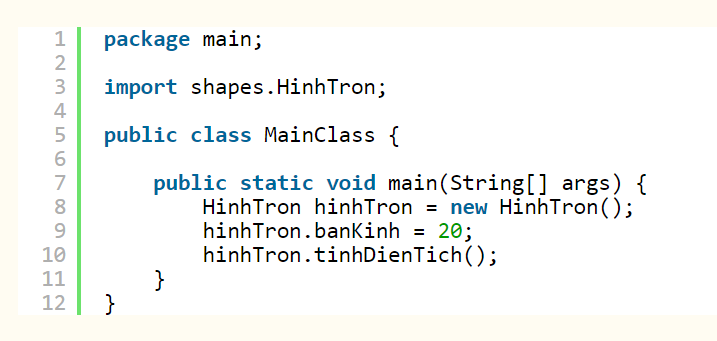 1 package main;
2
3 import shapes.HinhTron;
4
5 public class MainClass {
6
7     public static void main(String[] args) {
8         HinhTron hinhTron = new HinhTron();
9         hinhTron.banKinh = 20;
10         hinhTron.tinhDienTich();
11     }
12 }